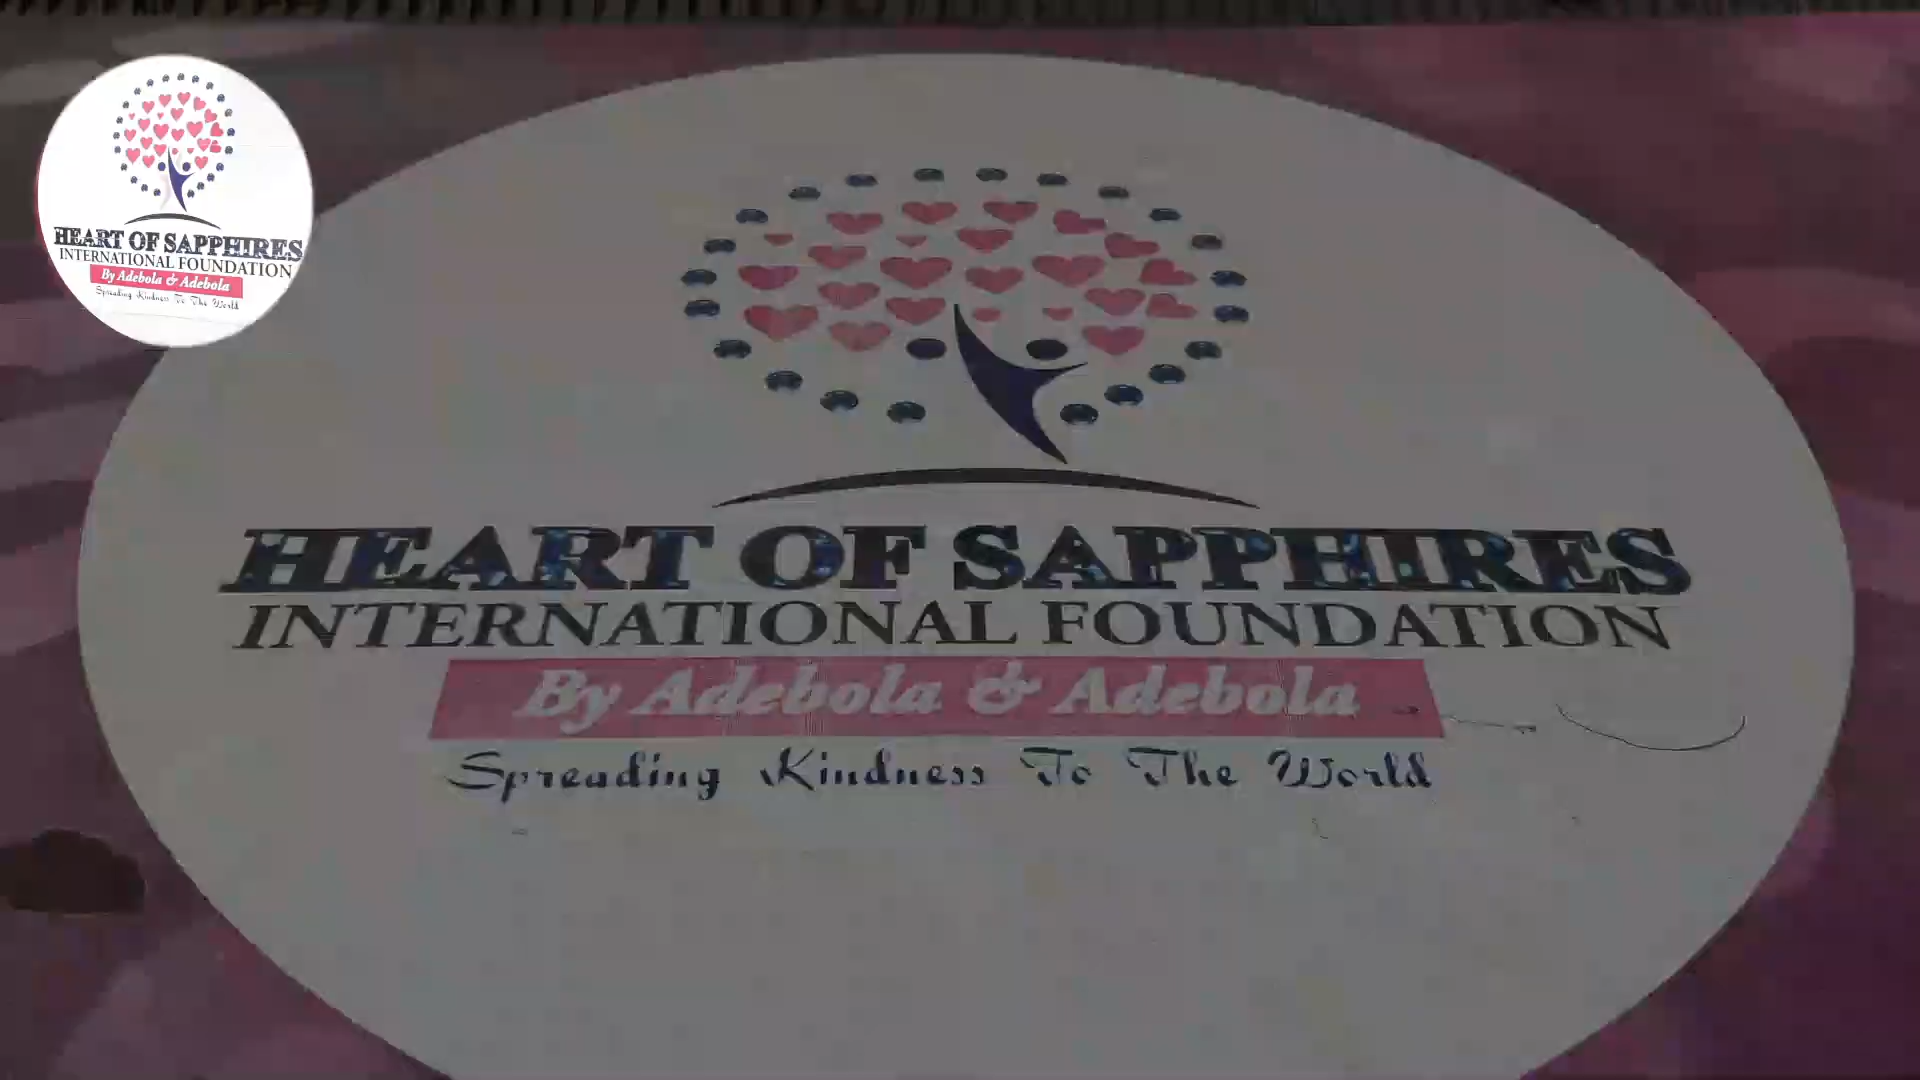 HEART OF SAPPHIRES
INTERNATIONAL FOUNDATION
By Adebola & Adebola
Spreading Kindness To The World
HEART OF SAPPHIRES
INTERNATIONAL FOUNDATION
By Adebola & Adebola
Spreading Kindness To The World